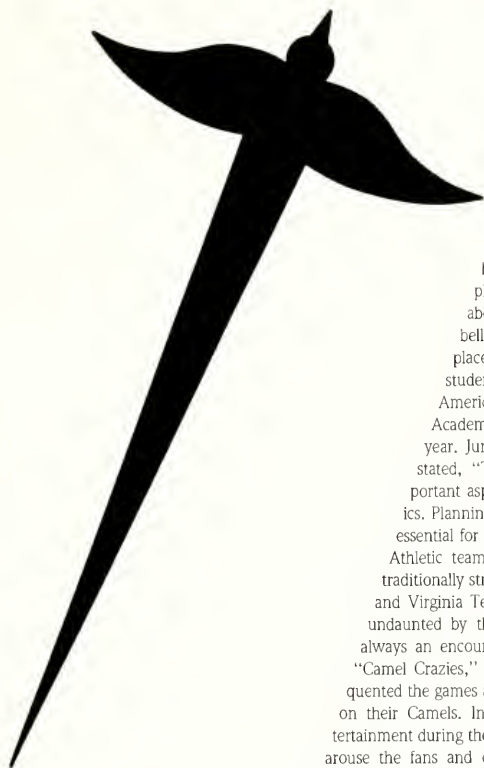 pl
ab
bell
place
studen
Americ
Academ
year. Jun
stated, “T
portant asp
ics. Plannin
essential for
Athletic team
traditionally str
and Virginia Te
undaunted by th
always an encour
“Camel Crazies,”
quented the games a
on their Camels. In
tertainment during the
arouse the fans and